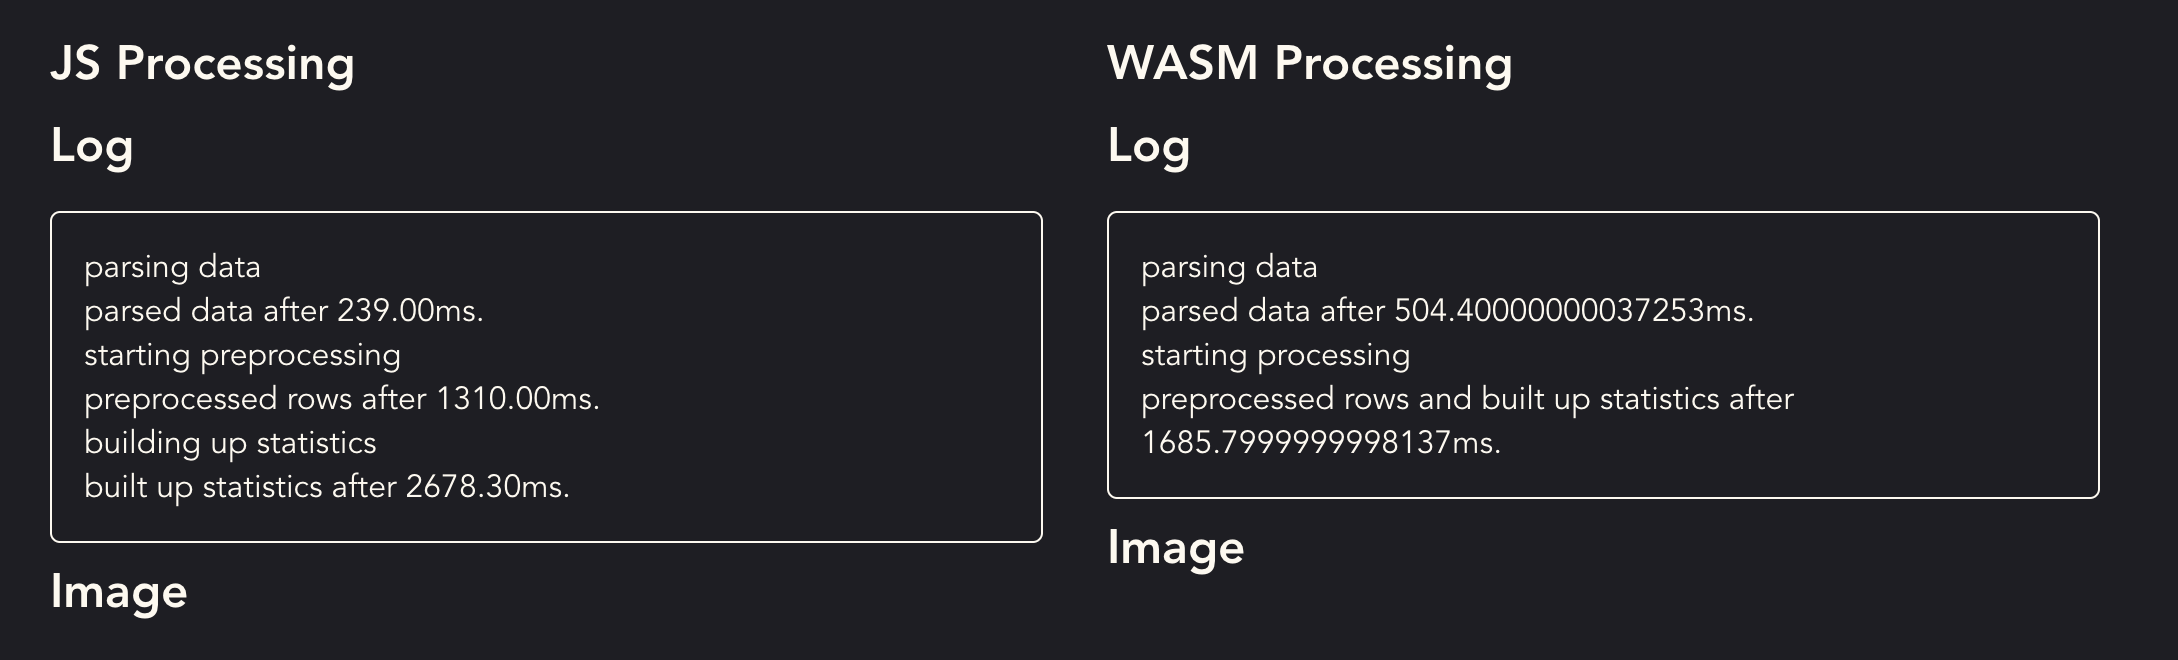 JS Processing
Log
parsing data
parsed data after 239.00ms.
starting preprocessing
preprocessed rows after 1310.00ms.
building up statistics
built up statistics after 2678.30ms.
Image
WASM Processing
Log
parsing data
parsed data after 504.40000000037253ms.
starting processing
preprocessed rows and built up statistics after
1685.7999999998137ms.
Image